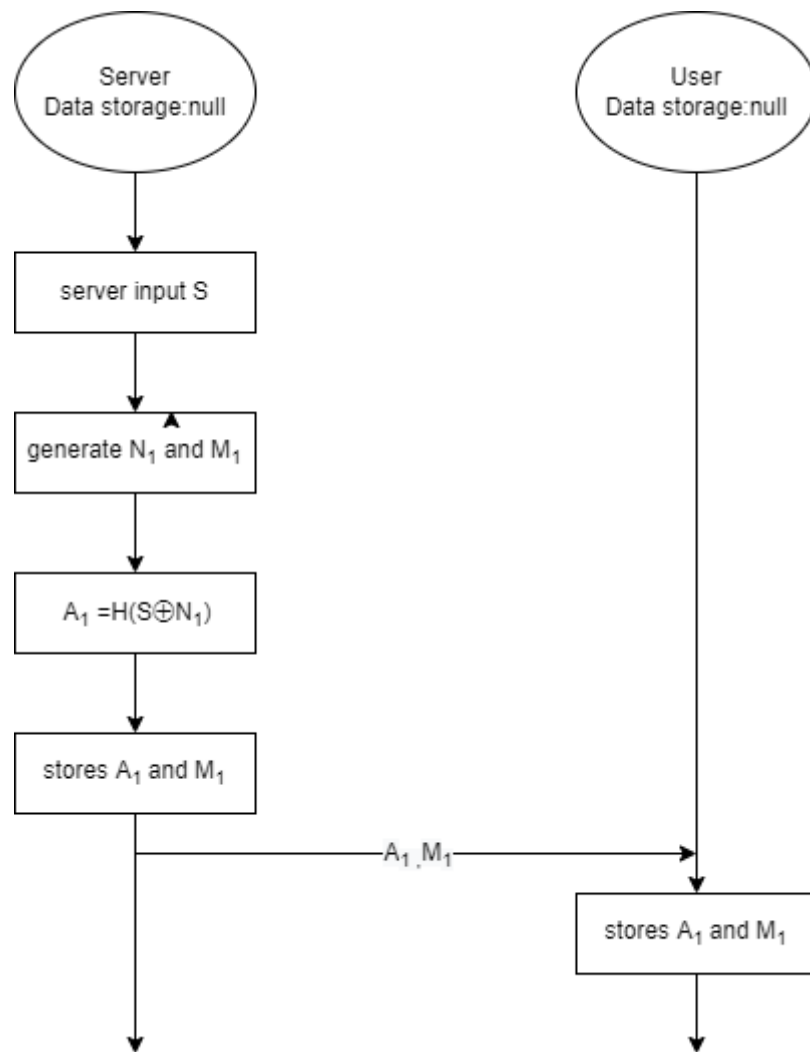 Server
Data storage:null
User
Data storage:null
server input S
generate N₁ and M₁
A₁ =H(S⊕N₁)
stores A₁ and M₁
A₁ ,M₁
stores A₁ and M₁